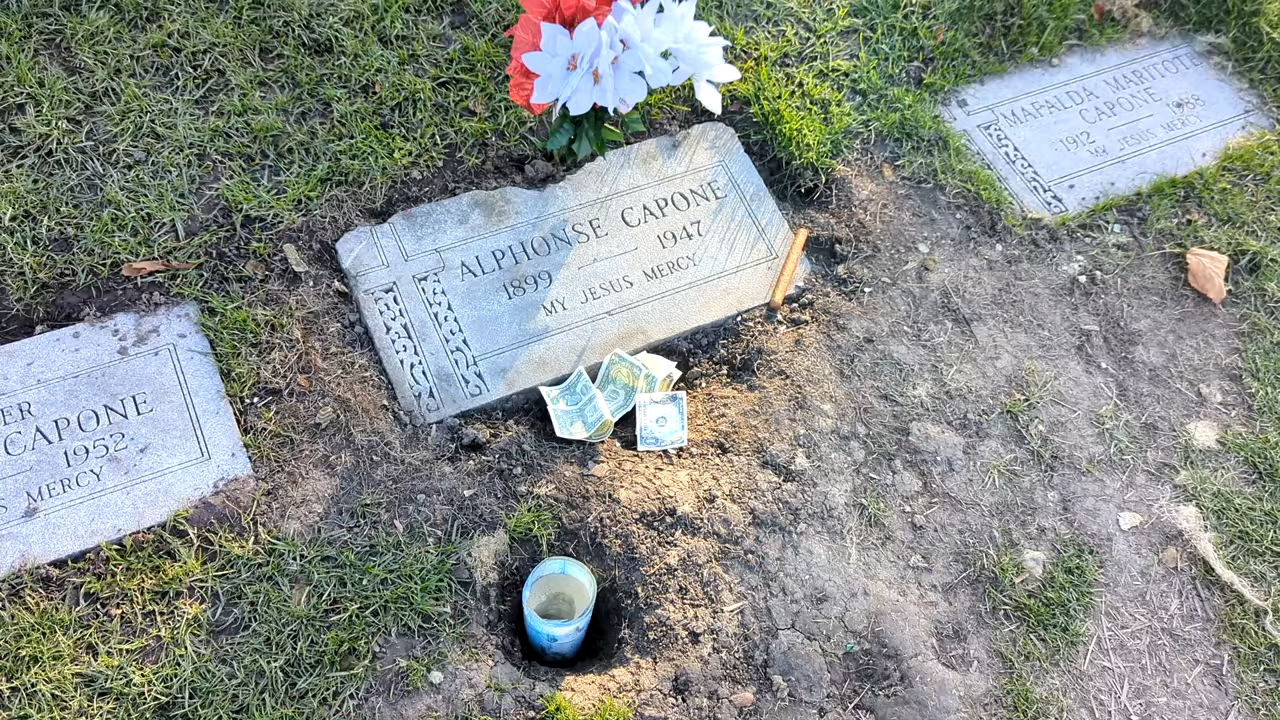 ER
CAPONE
1952
S MERCY
ALPHONSE CAPONE
1899 — 1947
MY JESUS MERCY
MAFALDA MARITOTE
CAPONE
1912 — 1988
MY JESUS MERCY